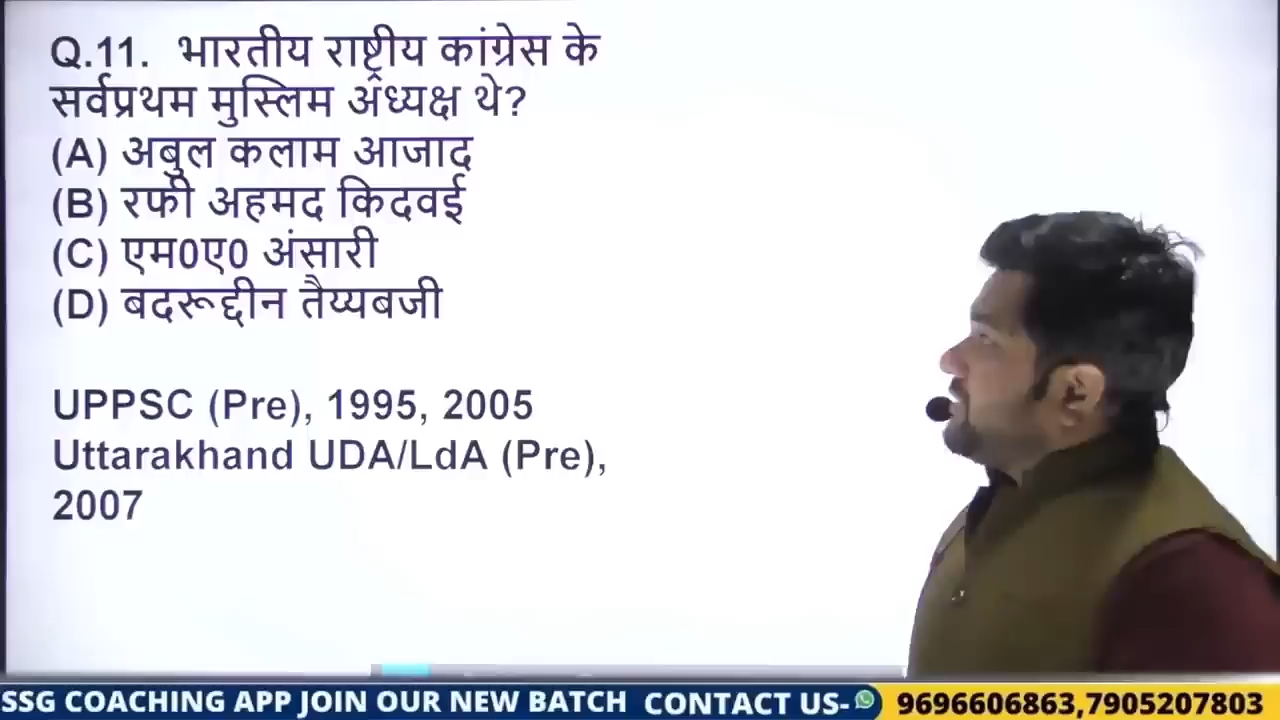 Q.11. भारतीय राष्ट्रीय कांग्रेस के
सर्वप्रथम मुस्लिम अध्यक्ष थे?
(A) अबुल कलाम आजाद
(B) रफी अहमद किदवई
(C) एम0ए0 अंसारी
(D) बदरूद्दीन तैय्यबजी
UPPSC (Pre), 1995, 2005
Uttarakhand UDA/LdA (Pre),
2007
SSG COACHING APP JOIN OUR NEW BATCH CONTACT US- 9696606863,7905207803